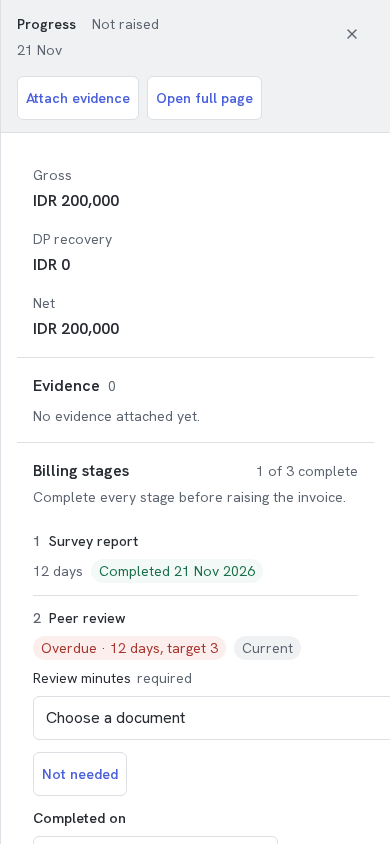 Progress Not raised
21 Nov
Attach evidence Open full page
Gross
IDR 200,000
DP recovery
IDR 0
Net
IDR 200,000
Evidence 0
No evidence attached yet.
Billing stages 1 of 3 complete
Complete every stage before raising the invoice.
1 Survey report
12 days Completed 21 Nov 2026
2 Peer review
Overdue · 12 days, target 3 Current
Review minutes required
Choose a document
Not needed
Completed on